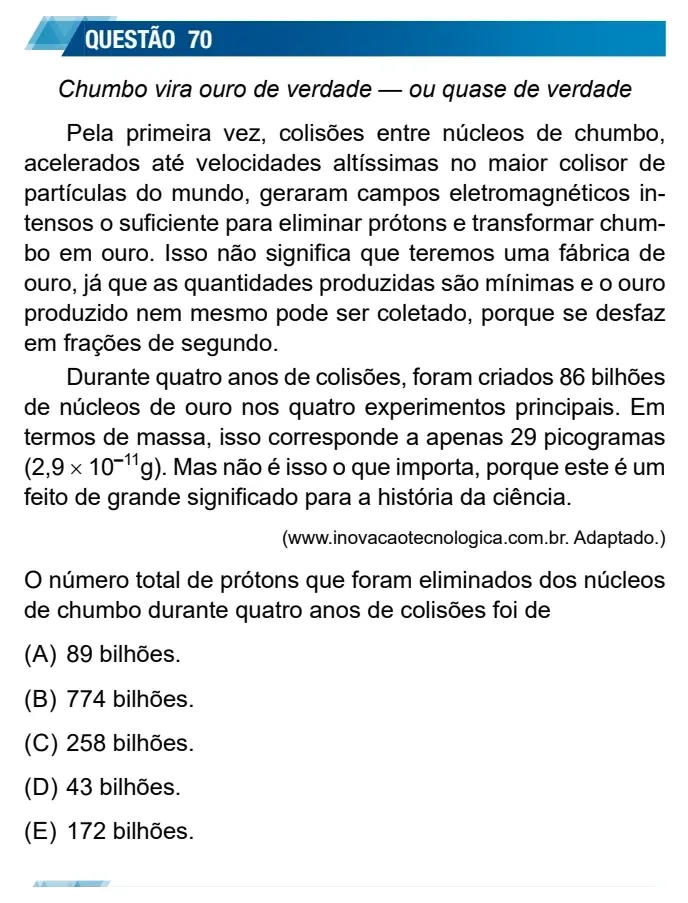 QUESTÃO 70
Chumbo vira ouro de verdade — ou quase de verdade
Pela primeira vez, colisões entre núcleos de chumbo,
acelerados até velocidades altíssimas no maior colisor de
partículas do mundo, geraram campos eletromagnéticos in-
tensos o suficiente para eliminar prótons e transformar chum-
bo em ouro. Isso não significa que teremos uma fábrica de
ouro, já que as quantidades produzidas são mínimas e o ouro
produzido nem mesmo pode ser coletado, porque se desfaz
em frações de segundo.
Durante quatro anos de colisões, foram criados 86 bilhões
de núcleos de ouro nos quatro experimentos principais. Em
termos de massa, isso corresponde a apenas 29 picogramas
(2,9 × 10⁻¹¹g). Mas não é isso o que importa, porque este é um
feito de grande significado para a história da ciência.
(www.inovacaotecnologica.com.br. Adaptado.)
O número total de prótons que foram eliminados dos núcleos
de chumbo durante quatro anos de colisões foi de
(A) 89 bilhões.
(B) 774 bilhões.
(C) 258 bilhões.
(D) 43 bilhões.
(E) 172 bilhões.